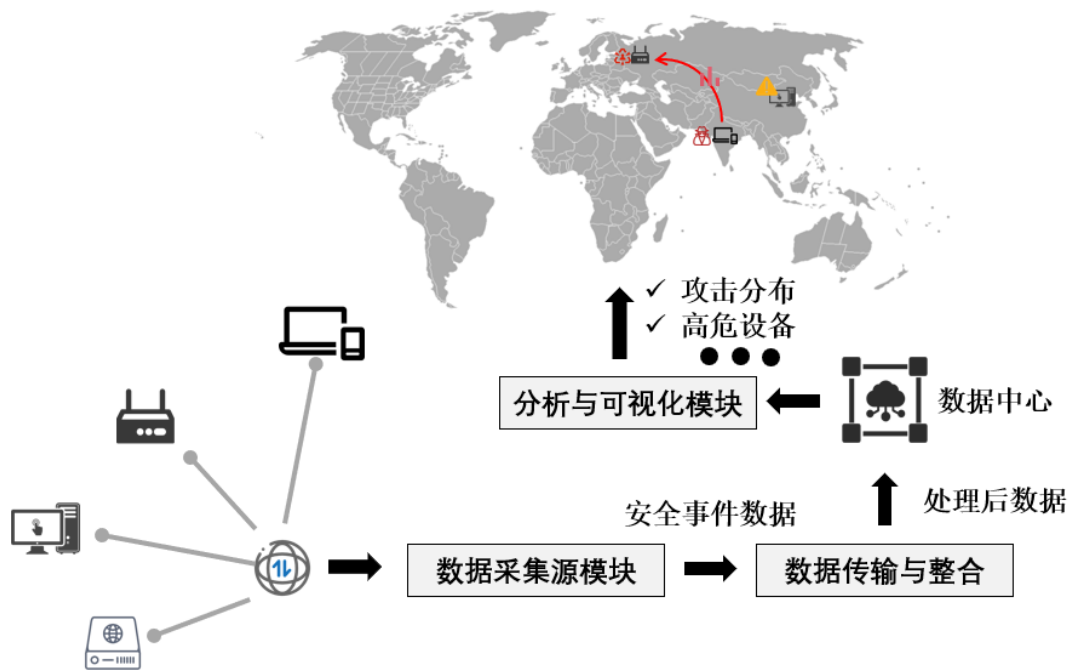 ✓ 攻击分布
✓ 高危设备
●●●
分析与可视化模块
数据中心
安全事件数据
处理后数据
数据采集源模块
数据传输与整合